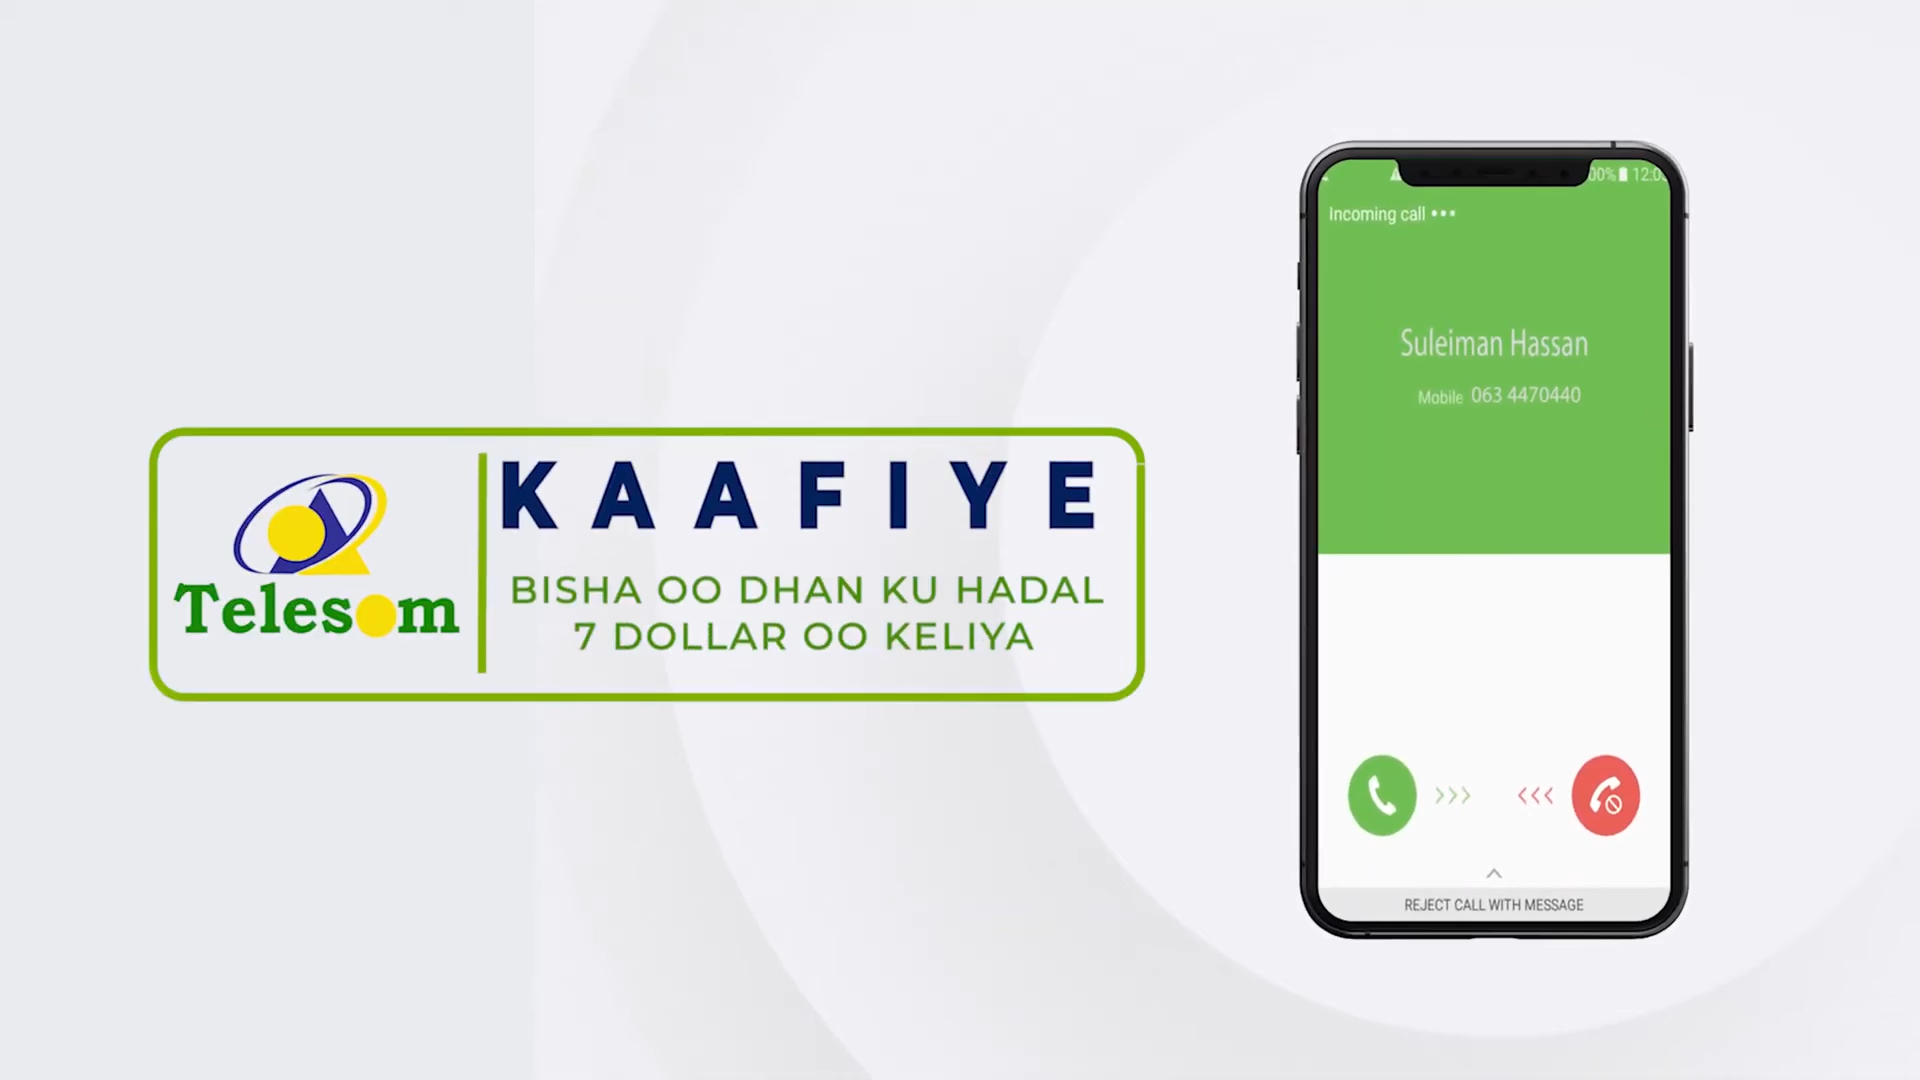 Telesom
KAAFIYE
BISHA OO DHAN KU HADAL
7 DOLLAR OO KELIYA
Incoming call •••
Suleiman Hassan
Mobile 063 4470440
REJECT CALL WITH MESSAGE